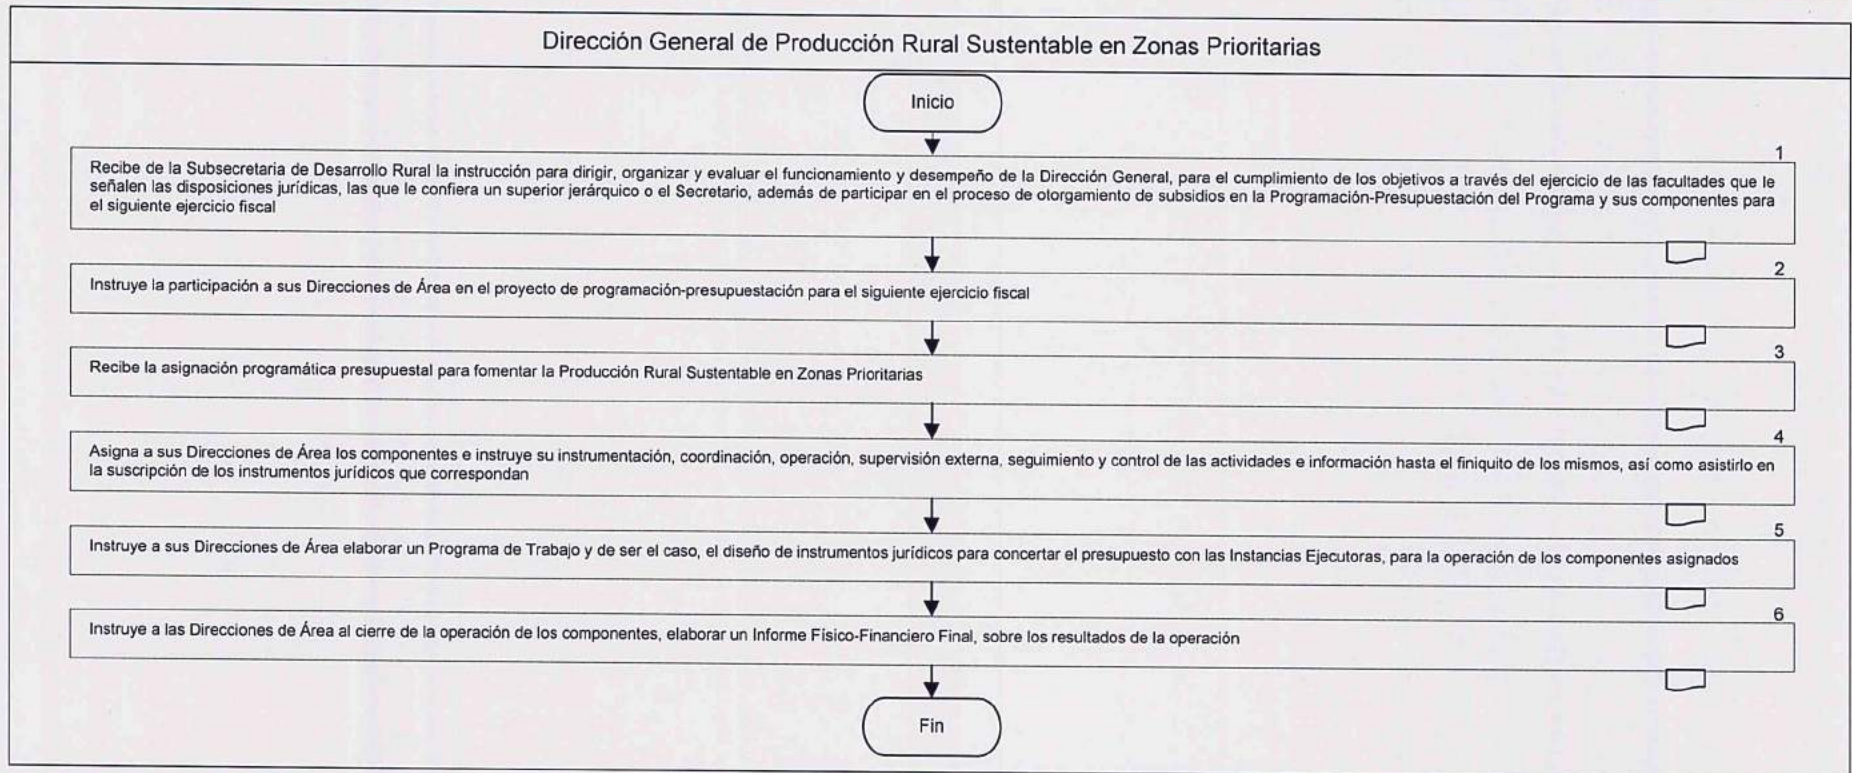 Dirección General de Producción Rural Sustentable en Zonas Prioritarias
Inicio
1
Recibe de la Subsecretaria de Desarrollo Rural la instrucción para dirigir, organizar y evaluar el funcionamiento y desempeño de la Dirección General, para el cumplimiento de los objetivos a través del ejercicio de las facultades que le
señalen las disposiciones jurídicas, las que le confiera un superior jerárquico o el Secretario, además de participar en el proceso de otorgamiento de subsidios en la Programación-Presupuestación del Programa y sus componentes para
el siguiente ejercicio fiscal
2
Instruye la participación a sus Direcciones de Área en el proyecto de programación-presupuestación para el siguiente ejercicio fiscal
3
Recibe la asignación programática presupuestal para fomentar la Producción Rural Sustentable en Zonas Prioritarias
4
Asigna a sus Direcciones de Área los componentes e instruye su instrumentación, coordinación, operación, supervisión externa, seguimiento y control de las actividades e información hasta el finiquito de los mismos, así como asistirlo en
la suscripción de los instrumentos jurídicos que correspondan
5
Instruye a sus Direcciones de Área elaborar un Programa de Trabajo y de ser el caso, el diseño de instrumentos jurídicos para concertar el presupuesto con las Instancias Ejecutoras, para la operación de los componentes asignados
6
Instruye a las Direcciones de Área al cierre de la operación de los componentes, elaborar un Informe Físico-Financiero Final, sobre los resultados de la operación
Fin